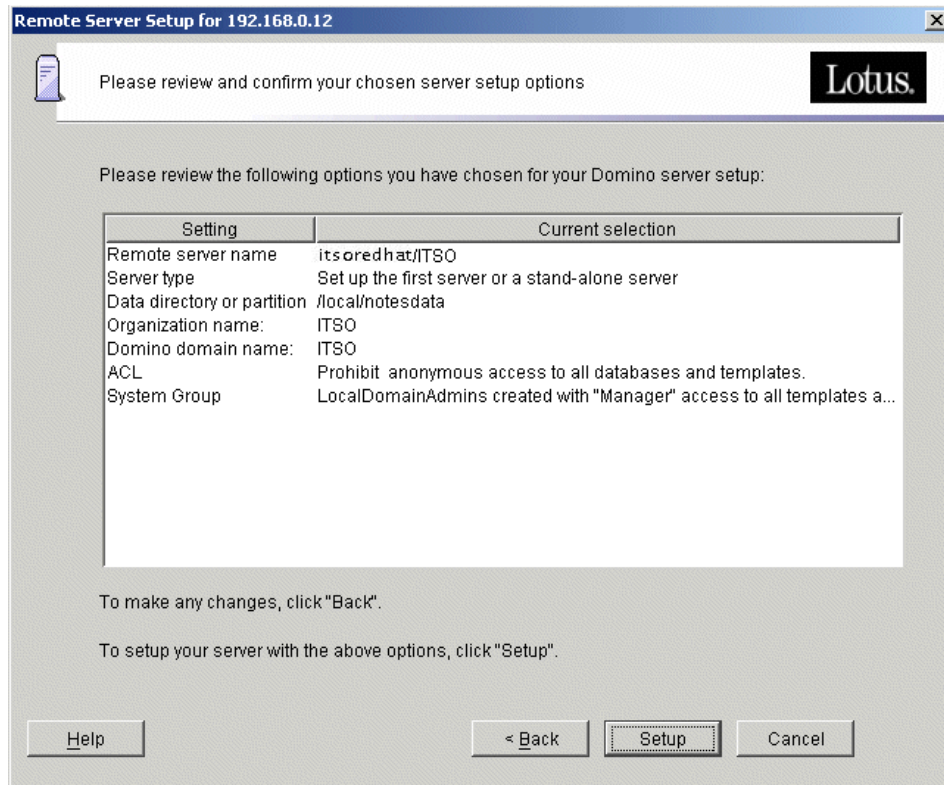 Remote Server Setup for 192.168.0.12
Please review and confirm your chosen server setup options
Lotus.
Please review the following options you have chosen for your Domino server setup:
Setting Current selection
Remote server name itsoredhat/ITSO
Server type Set up the first server or a stand-alone server
Data directory or partition /local/notesdata
Organization name: ITSO
Domino domain name: ITSO
ACL Prohibit anonymous access to all databases and templates.
System Group LocalDomainAdmins created with "Manager" access to all templates a...
To make any changes, click "Back".
To setup your server with the above options, click "Setup".
Help < Back Setup Cancel